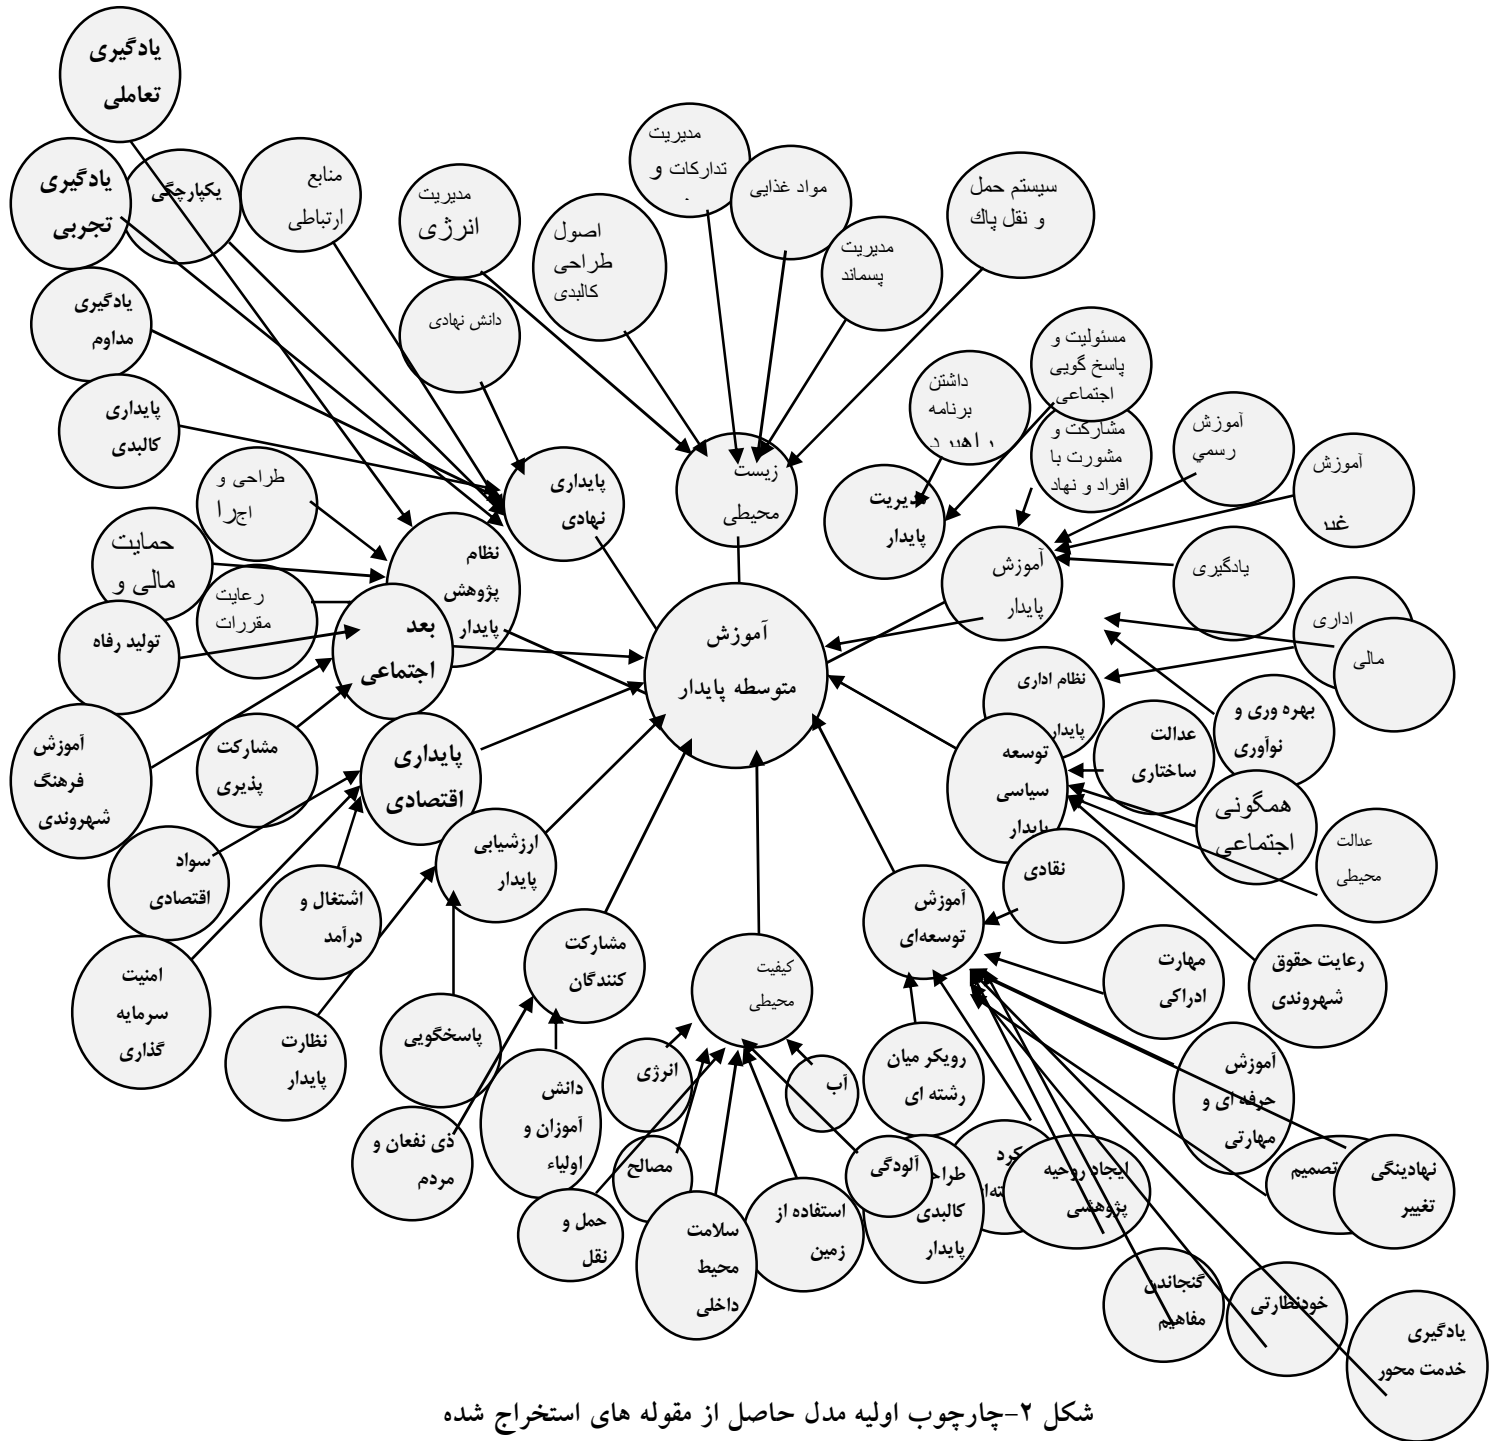 یادگیری
تعاملی
یادگیری
تجربی
یکپارچگی
منابع
ارتباطی
مدیریت
انرژی
دانش نهادی
اصول
طراحی
کالبدی
مدیریت
تدارکات و
مواد غذایی
مدیریت
پسماند
سیستم حمل
و نقل پاك
مسئولیت و
پاسخ گویی
اجتماعی
داشتن
برنامه
مشارکت و
مشورت با
افراد و نهاد
آموزش
رسمي
آموزش
یادگیری
مداوم
پایداری
کالبدی
طراحی و
اجرا
حمایت
مالی و
رعایت
مقررات
تولید رفاه
پایداری
نهادی
نظام
پژوهش
پایدار
بعد
اجتماعی
زیست
محیطی
مدیریت
پایدار
آموزش
پایدار
یادگیری
اداری
مالی
آموزش
متوسطه پایدار
نظام اداری
پایدار
توسعه
سیاسی
پایدار
عدالت
ساختاری
بهره وری و
نوآوری
همگونی
اجتماعی
عدالت
محیطی
نقادی
آموزش
فرهنگ
شهروندی
مشارکت
پذیری
پایداری
اقتصادی
ارزشیابی
پایدار
سواد
اقتصادی
اشتغال و
درآمد
امنیت
سرمایه
گذاری
نظارت
پایدار
پاسخگویی
مشارکت
کنندگان
دانش
آموزان و
اولیاء
ذی نفعان و
مردم
کیفیت
محیطی
آموزش
توسعه‌ای
انرژی
آب
مصالح
حمل و
نقل
سلامت
محیط
داخلی
استفاده از
زمین
آلودگی
رویکر میان
رشته ای
کالبدی
پایدار
ایجاد روحیه
پژوهشی
مهارت
ادراکی
رعایت حقوق
شهروندی
آموزش
حرفه ای و
مهارتی
تصمیم
نهادینگی
تغییر
گنجاندن
مفاهیم
خودنظارتی
یادگیری
خدمت محور
شکل ۲-چارچوب اولیه مدل حاصل از مقوله های استخراج شده